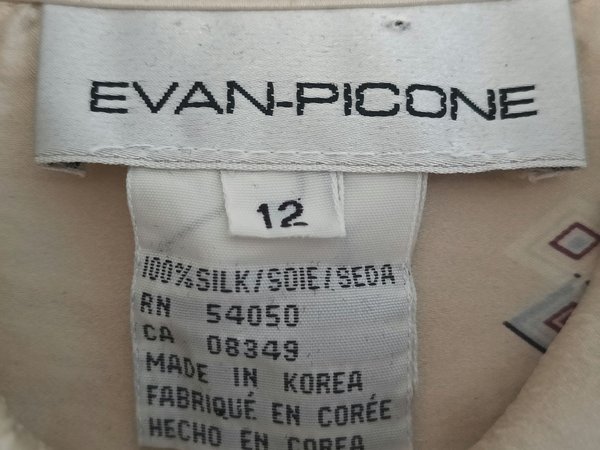 EVAN-PICONE
12
100%SILK/SOIE/SEDA
RN 54050
CA 08349
MADE IN KOREA
FABRIQUÉ EN CORÉE
HECHO EN COREA